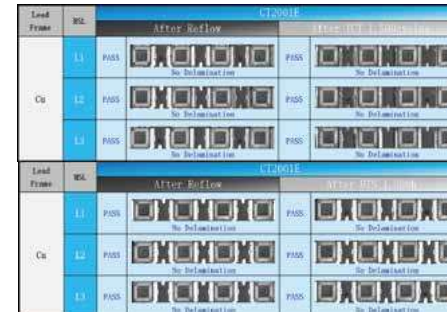 Lead Frame MSL CT2001E
After Reflow
L1 PASS No Delamination PASS No Delamination
Cu L2 PASS No Delamination PASS No Delamination
L3 PASS No Delamination PASS No Delamination
Lead Frame MSL CT2001E
After Reflow
L1 PASS No Delamination PASS No Delamination
Cu L2 PASS No Delamination PASS No Delamination
L3 PASS No Delamination PASS No Delamination